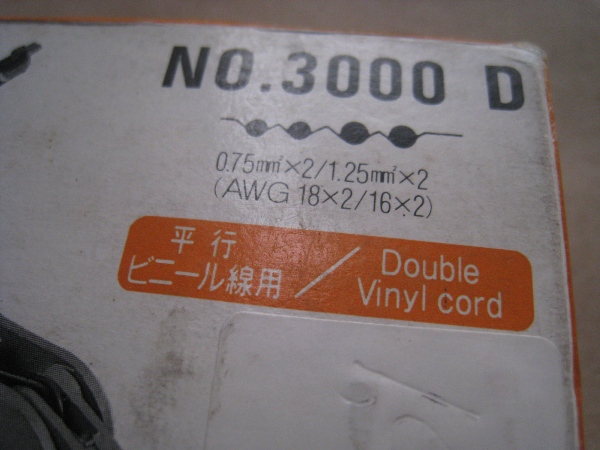 NO.3000 D
0.75mm²×2/1.25mm²×2
(AWG 18×2/16×2)
平行
ビニール線用 / Double
Vinyl cord